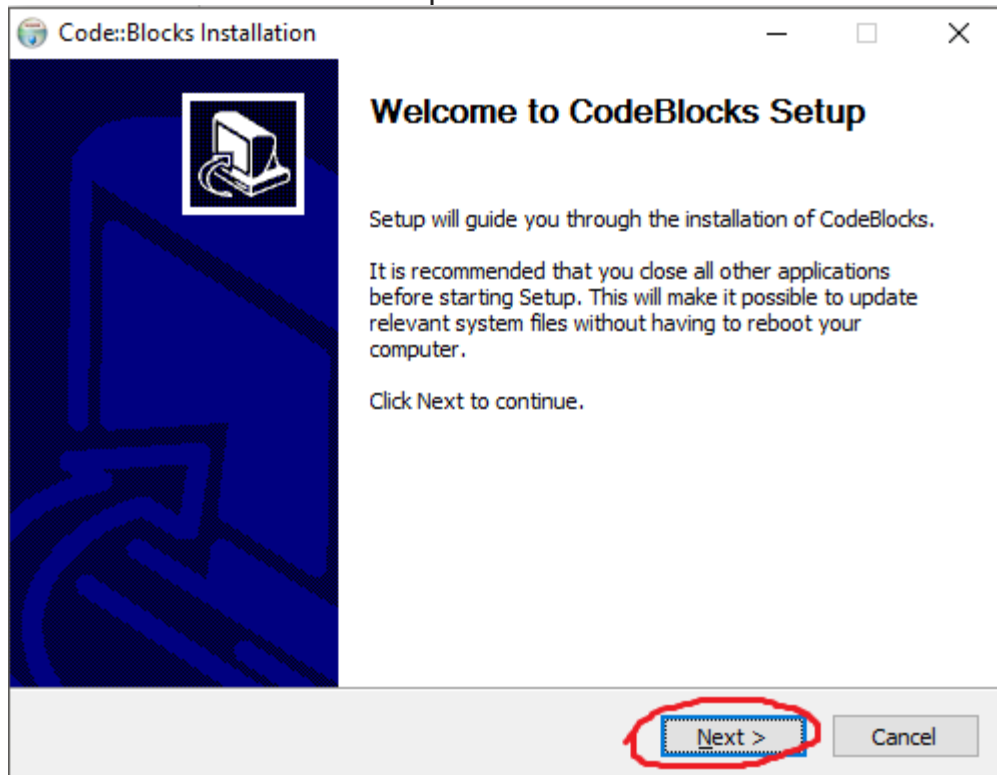 Code::Blocks Installation
Welcome to CodeBlocks Setup
Setup will guide you through the installation of CodeBlocks.
It is recommended that you close all other applications
before starting Setup. This will make it possible to update
relevant system files without having to reboot your
computer.
Click Next to continue.
Next >
Cancel